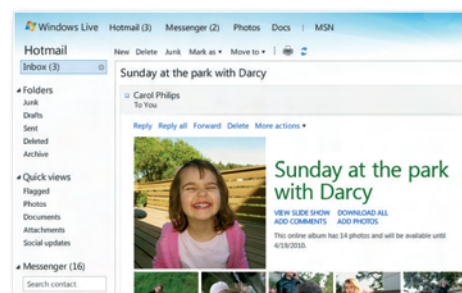 Windows Live Hotmail (3) Messenger (2) Photos Docs | MSN
Hotmail
New Delete Junk Mark as Move to
Inbox (3)
Sunday at the park with Darcy
Carol Philips
To You
Folders
Junk
Drafts
Sent
Deleted
Archive
Reply Reply all Forward Delete More actions
Quick views
Flagged
Photos
Documents
Attachments
Social updates
Sunday at the park
with Darcy
VIEW SLIDE SHOW DOWNLOAD ALL
ADD COMMENTS ADD PHOTOS
This online album has 14 photos and will be available until
4/19/2010.
Messenger (16)
Search contact